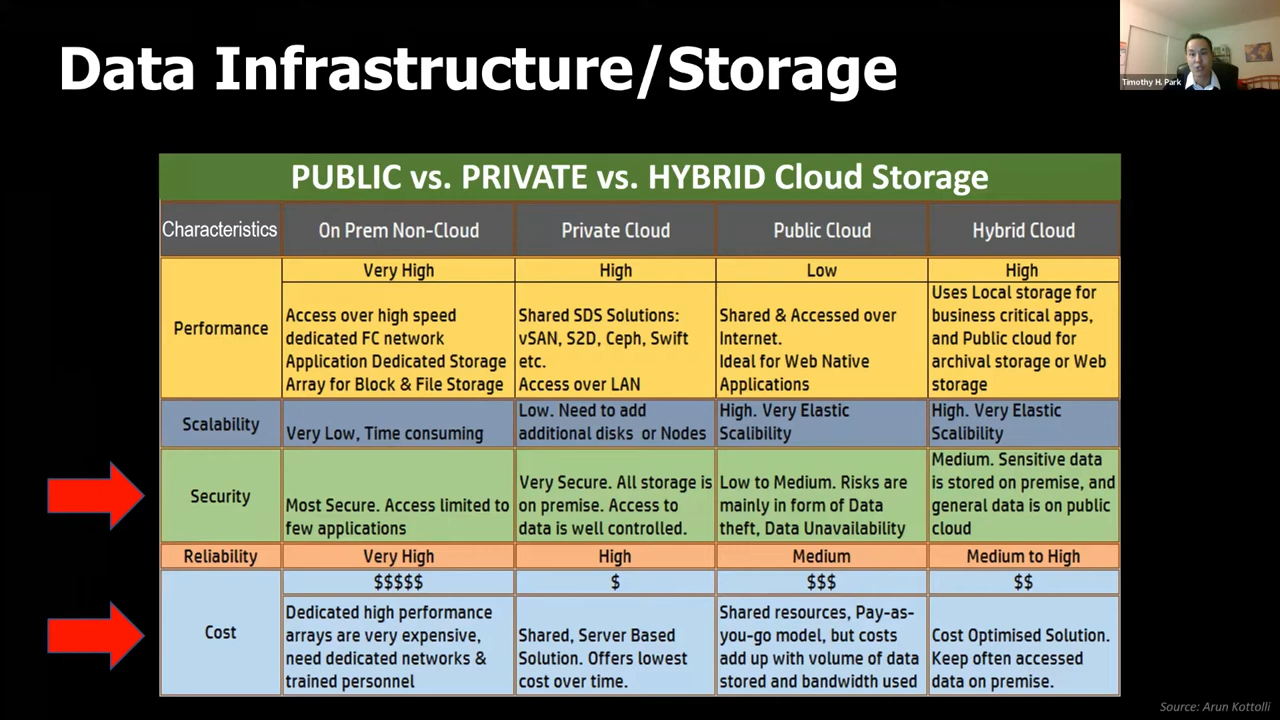 Data Infrastructure/Storage
Timothy H. Park
PUBLIC vs. PRIVATE vs. HYBRID Cloud Storage
Characteristics
On Prem Non-Cloud
Private Cloud
Public Cloud
Hybrid Cloud
Performance
Very High
Access over high speed
dedicated FC network
Application Dedicated Storage
Array for Block & File Storage
High
Shared SDS Solutions:
vSAN, S2D, Ceph, Swift
etc.
Access over LAN
Low
Shared & Accessed over
Internet.
Ideal for Web Native
Applications
High
Uses Local storage for
business critical apps,
and Public cloud for
archival storage or Web
storage
Scalability
Very Low, Time consuming
Low. Need to add
additional disks or Nodes
High. Very Elastic
Scalibility
High. Very Elastic
Scalibility
Security
Most Secure. Access limited to
few applications
Very Secure. All storage is
on premise. Access to
data is well controlled.
Low to Medium. Risks are
mainly in form of Data
theft, Data Unavailability
Medium. Sensitive data
is stored on premise, and
general data is on public
cloud
Reliability
Very High
High
Medium
Medium to High
Cost
$$$$$
Dedicated high performance
arrays are very expensive,
need dedicated networks &
trained personnel
$
Shared, Server Based
Solution. Offers lowest
cost over time.
$$$
Shared resources, Pay-as-
you-go model, but costs
add up with volume of data
stored and bandwidth used
$$
Cost Optimised Solution.
Keep often accessed
data on premise.
Source: Arun Kottolli